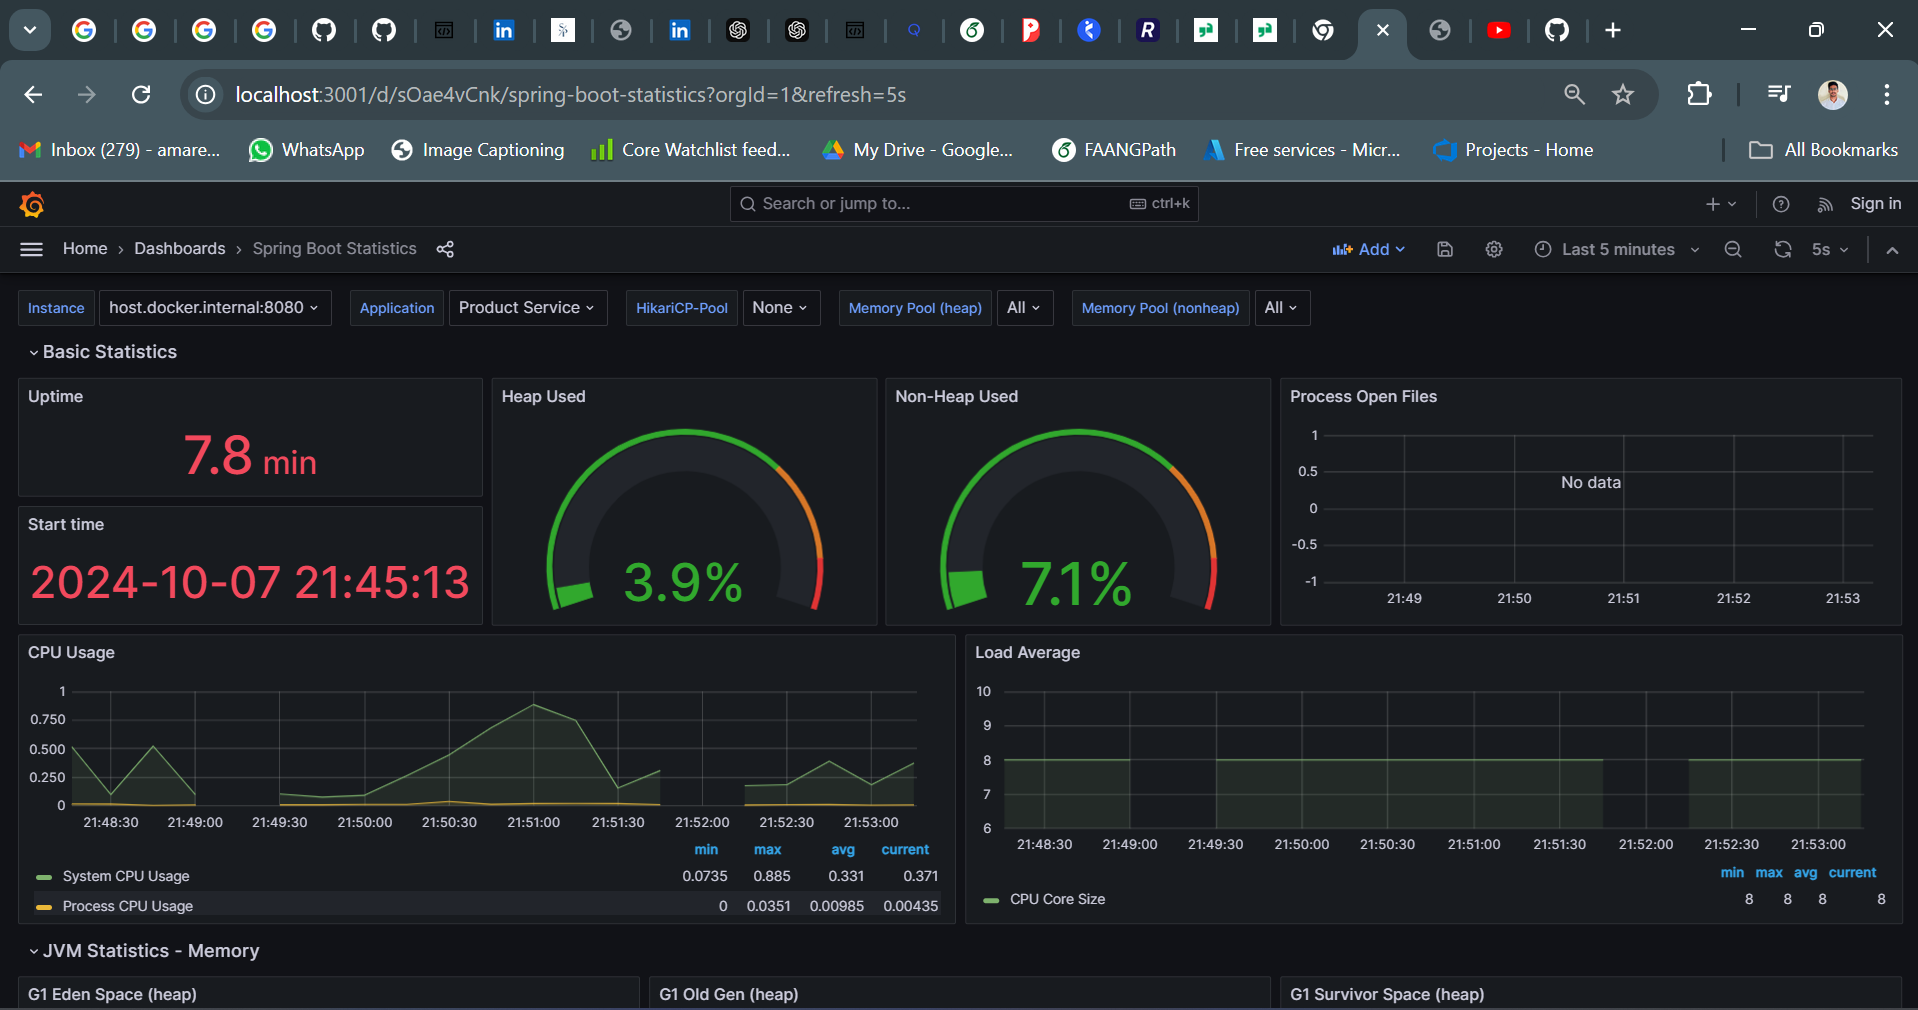 localhost:3001/d/sOae4vCnk/spring-boot-statistics?orgId=1&refresh=5s
Inbox (279) - amare... WhatsApp Image Captioning Core Watchlist feed... My Drive - Google... FAANGPath Free services - Micr... Projects - Home All Bookmarks
Search or jump to... ctrl+k Sign in
Home › Dashboards › Spring Boot Statistics Add Last 5 minutes 5s
Instance host.docker.internal:8080 Application Product Service HikariCP-Pool None Memory Pool (heap) All Memory Pool (nonheap) All
Basic Statistics
Uptime
7.8 min
Start time
2024-10-07 21:45:13
Heap Used
3.9%
Non-Heap Used
7.1%
Process Open Files
1
0.5
0
-0.5
-1
No data
21:49 21:50 21:51 21:52 21:53
CPU Usage
1
0.750
0.500
0.250
0
21:48:30 21:49:00 21:49:30 21:50:00 21:50:30 21:51:00 21:51:30 21:52:00 21:52:30 21:53:00
min max avg current
System CPU Usage 0.0735 0.885 0.331 0.371
Process CPU Usage 0 0.0351 0.00985 0.00435
Load Average
10
9
8
7
6
21:48:30 21:49:00 21:49:30 21:50:00 21:50:30 21:51:00 21:51:30 21:52:00 21:52:30 21:53:00
min max avg current
CPU Core Size 8 8 8 8
JVM Statistics - Memory
G1 Eden Space (heap) G1 Old Gen (heap) G1 Survivor Space (heap)